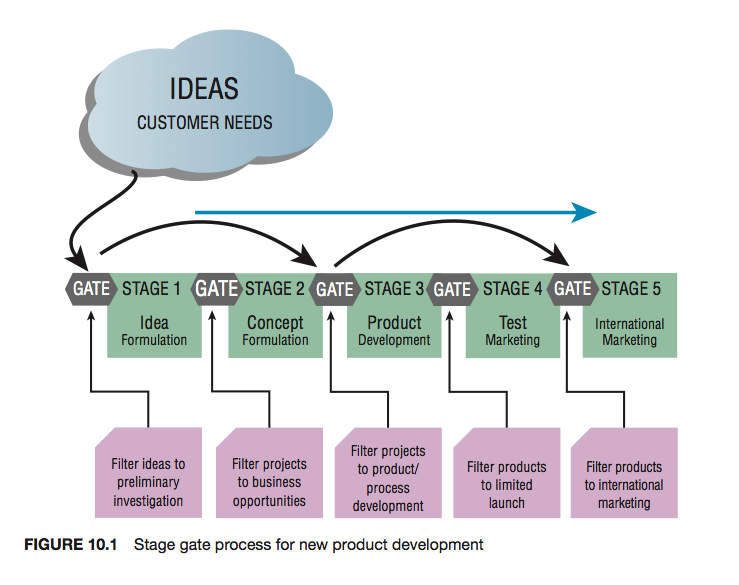 IDEAS
CUSTOMER NEEDS
GATE STAGE 1 GATE STAGE 2 GATE STAGE 3 GATE STAGE 4 GATE STAGE 5
Idea
Formulation
Concept
Formulation
Product
Development
Test
Marketing
International
Marketing
Filter ideas to
preliminary
investigation
Filter projects
to business
opportunities
Filter projects
to product/
process
development
Filter products
to limited
launch
Filter products
to international
marketing
FIGURE 10.1 Stage gate process for new product development